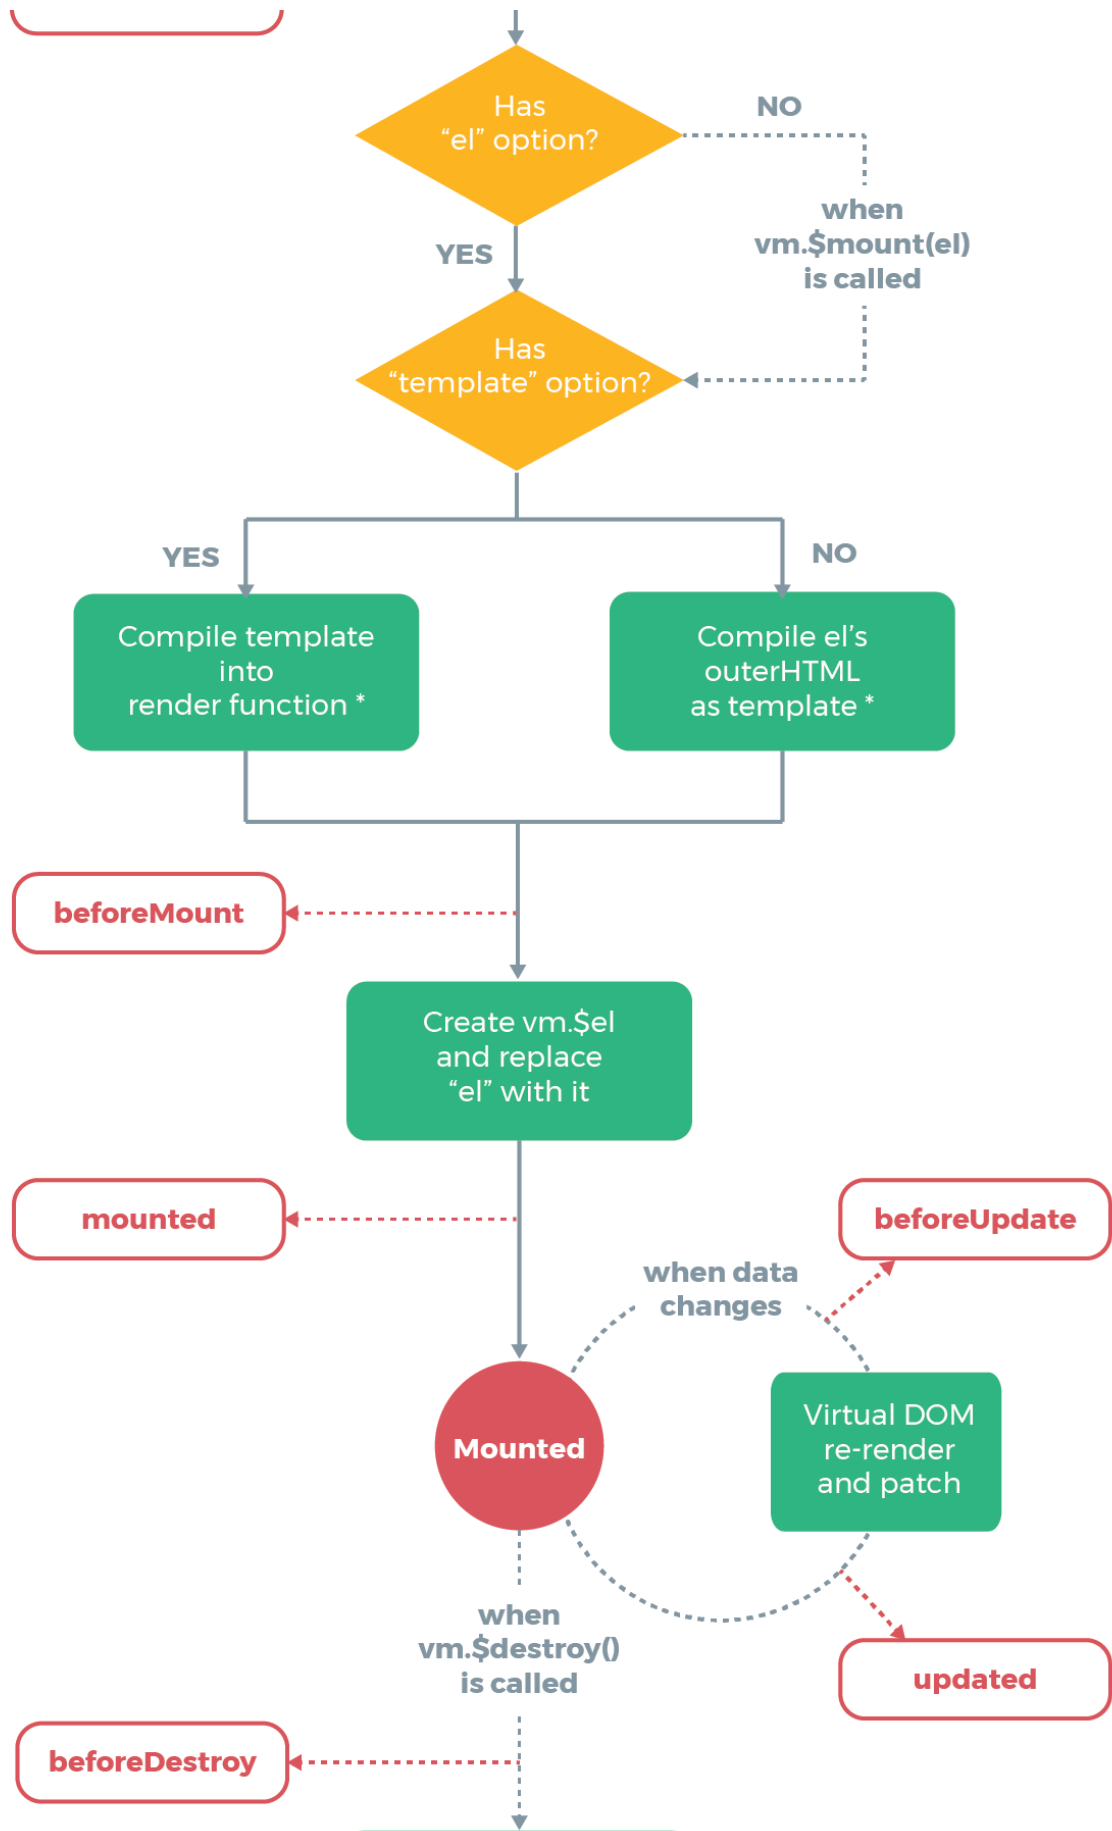 Has
“el” option?
NO
when
vm.$mount(el)
is called
YES
Has
“template” option?
YES
NO
Compile template
into
render function *
Compile el’s
outerHTML
as template *
beforeMount
Create vm.$el
and replace
“el” with it
mounted
beforeUpdate
when data
changes
Mounted
Virtual DOM
re-render
and patch
when
vm.$destroy()
is called
updated
beforeDestroy